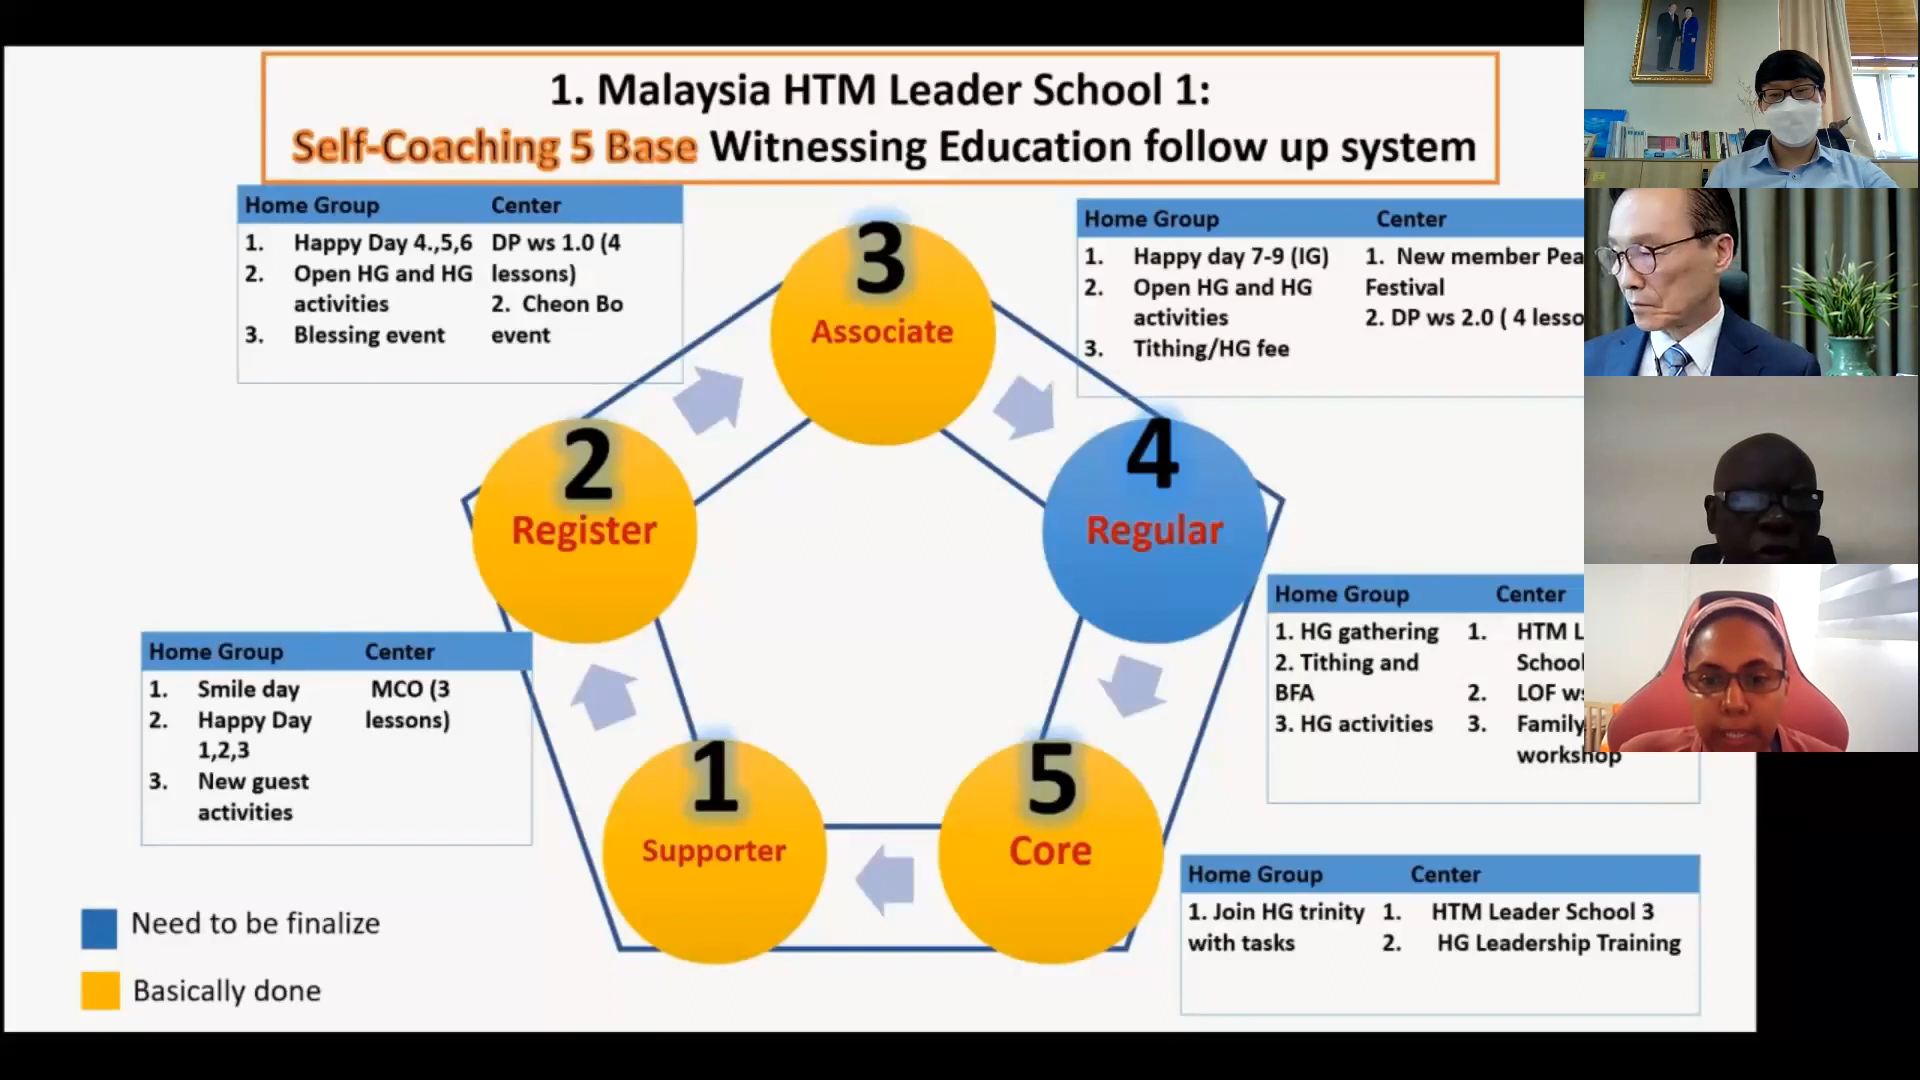 1. Malaysia HTM Leader School 1:
Self-Coaching 5 Base Witnessing Education follow up system
Home Group Center
1. Happy Day 4.,5,6 DP ws 1.0 (4
2. Open HG and HG lessons)
activities 2. Cheon Bo
3. Blessing event event
3
Associate
Home Group Center
1. Happy day 7-9 (IG) 1. New member
2. Open HG and HG Festival
activities 2. DP ws 2.0 ( 4
3. Tithing/HG fee
2
Register
4
Regular
Home Group Center
1. HG gathering 1. HTM
2. Tithing and School
BFA 2. LOF
3. HG activities 3. Family
workshop
Home Group Center
1. Smile day MCO (3
2. Happy Day lessons)
1,2,3
3. New guest
activities
1
Supporter
5
Core
Home Group Center
1. Join HG trinity 1. HTM Leader School 3
with tasks 2. HG Leadership Training
Need to be finalize
Basically done